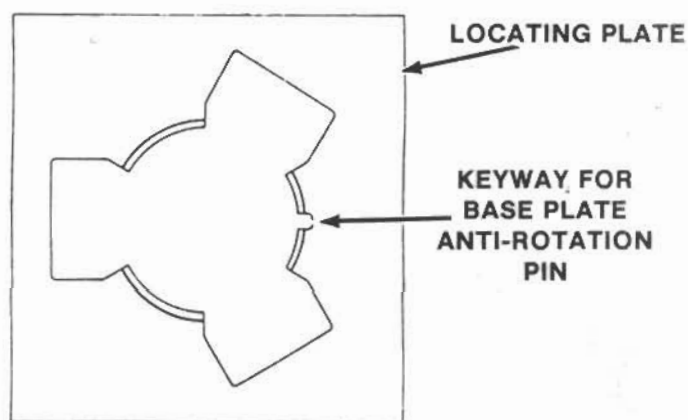 LOCATING PLATE
KEYWAY FOR
BASE PLATE
ANTI-ROTATION
PIN